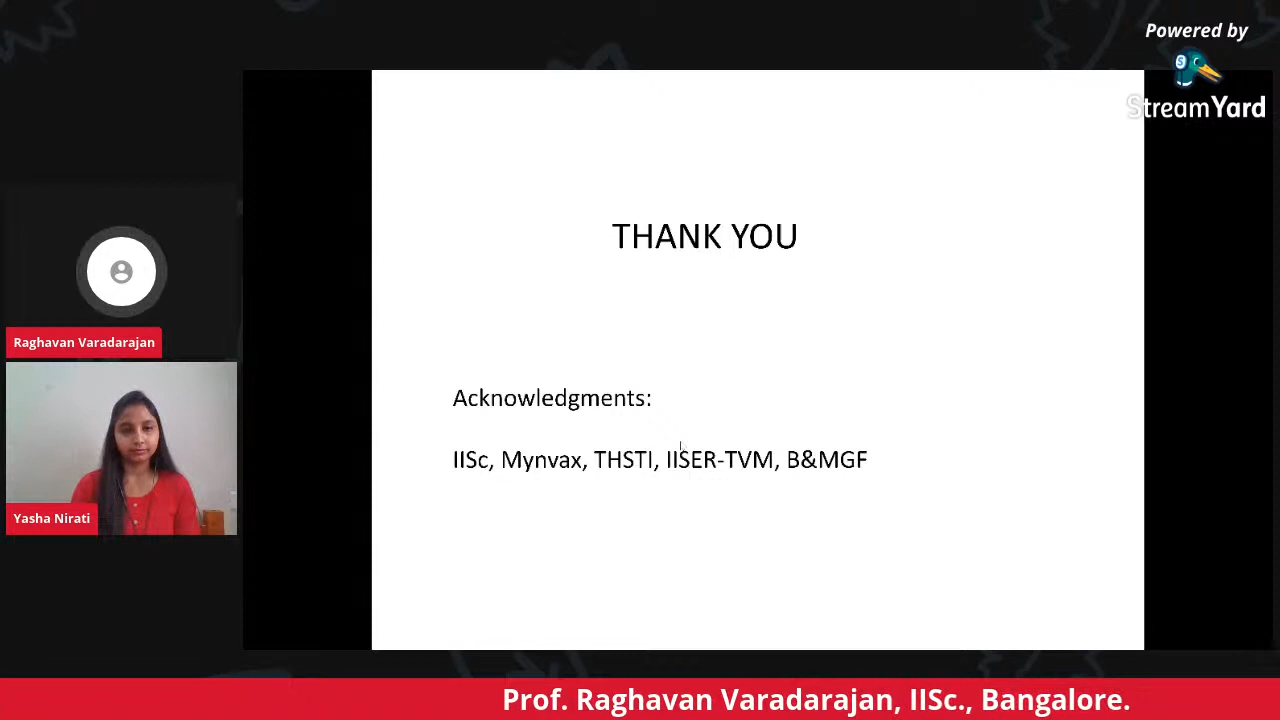 Powered by
StreamYard
THANK YOU
Raghavan Varadarajan
Acknowledgments:
IISc, Mynvax, THSTI, IISER-TVM, B&MGF
Yasha Nirati
Prof. Raghavan Varadarajan, IISc., Bangalore.